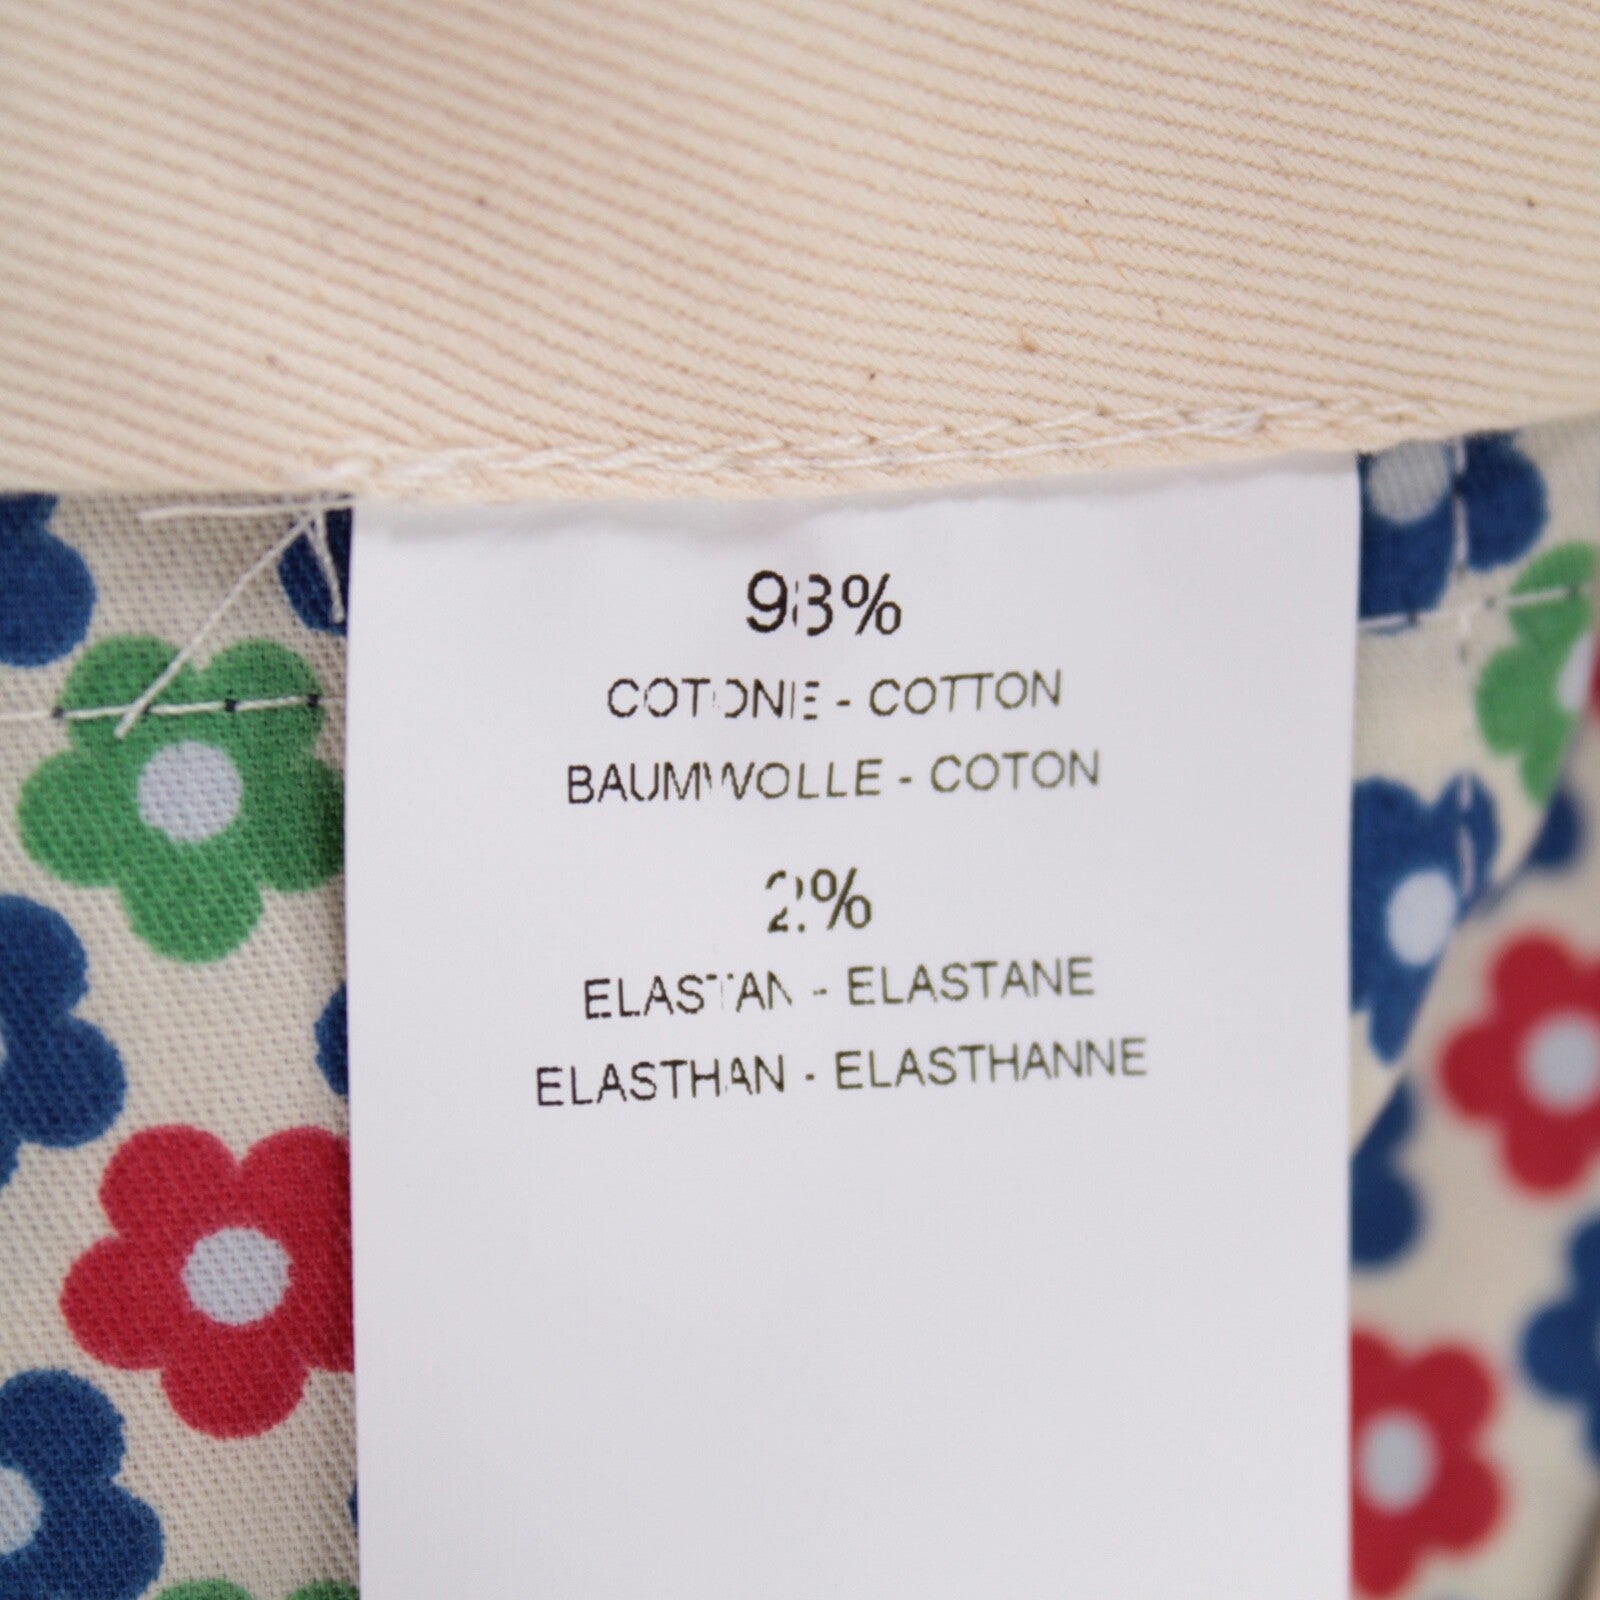 98%
COTONE - COTTON
BAUMWOLLE - COTON
2%
ELASTAN - ELASTANE
ELASTHAN - ELASTHANNE